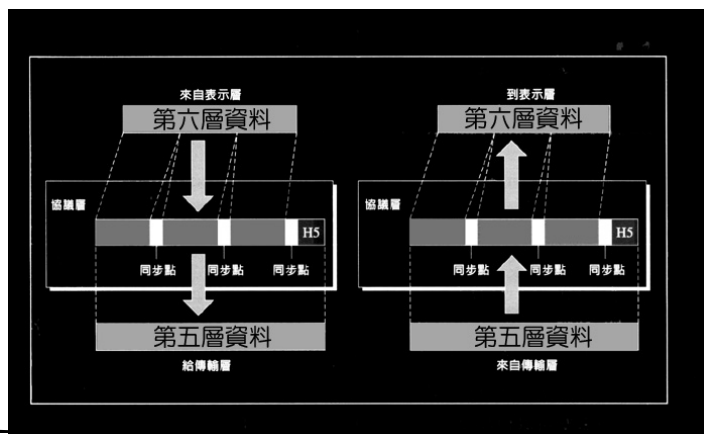 來自表示層
第六層資料
協議層
H5
同步點 同步點 同步點
第五層資料
給傳輸層
到表示層
第六層資料
協議層
H5
同步點 同步點 同步點
第五層資料
來自傳輸層